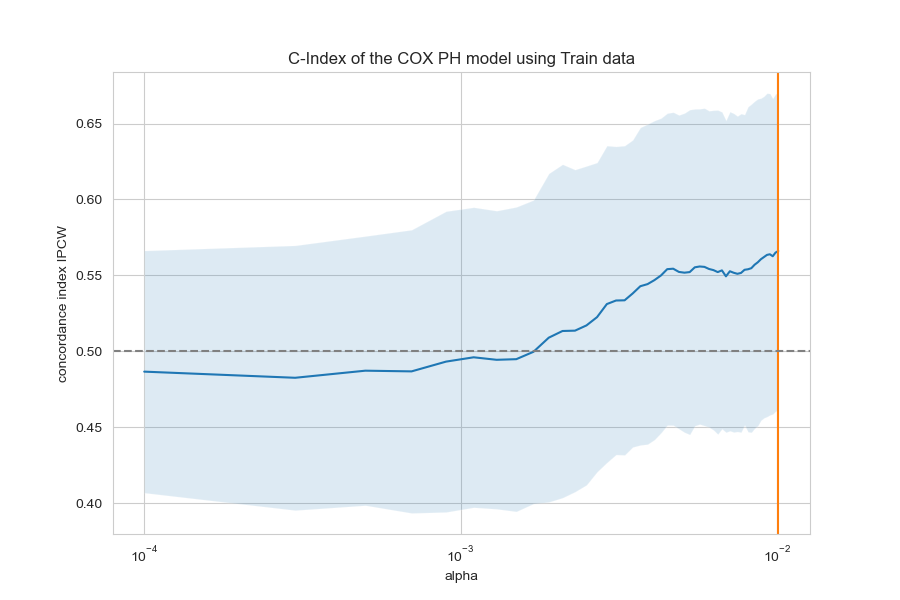 C-Index of the COX PH model using Train data
concordance index IPCW
0.65
0.60
0.55
0.50
0.45
0.40
10⁻⁴ 10⁻³ 10⁻²
alpha